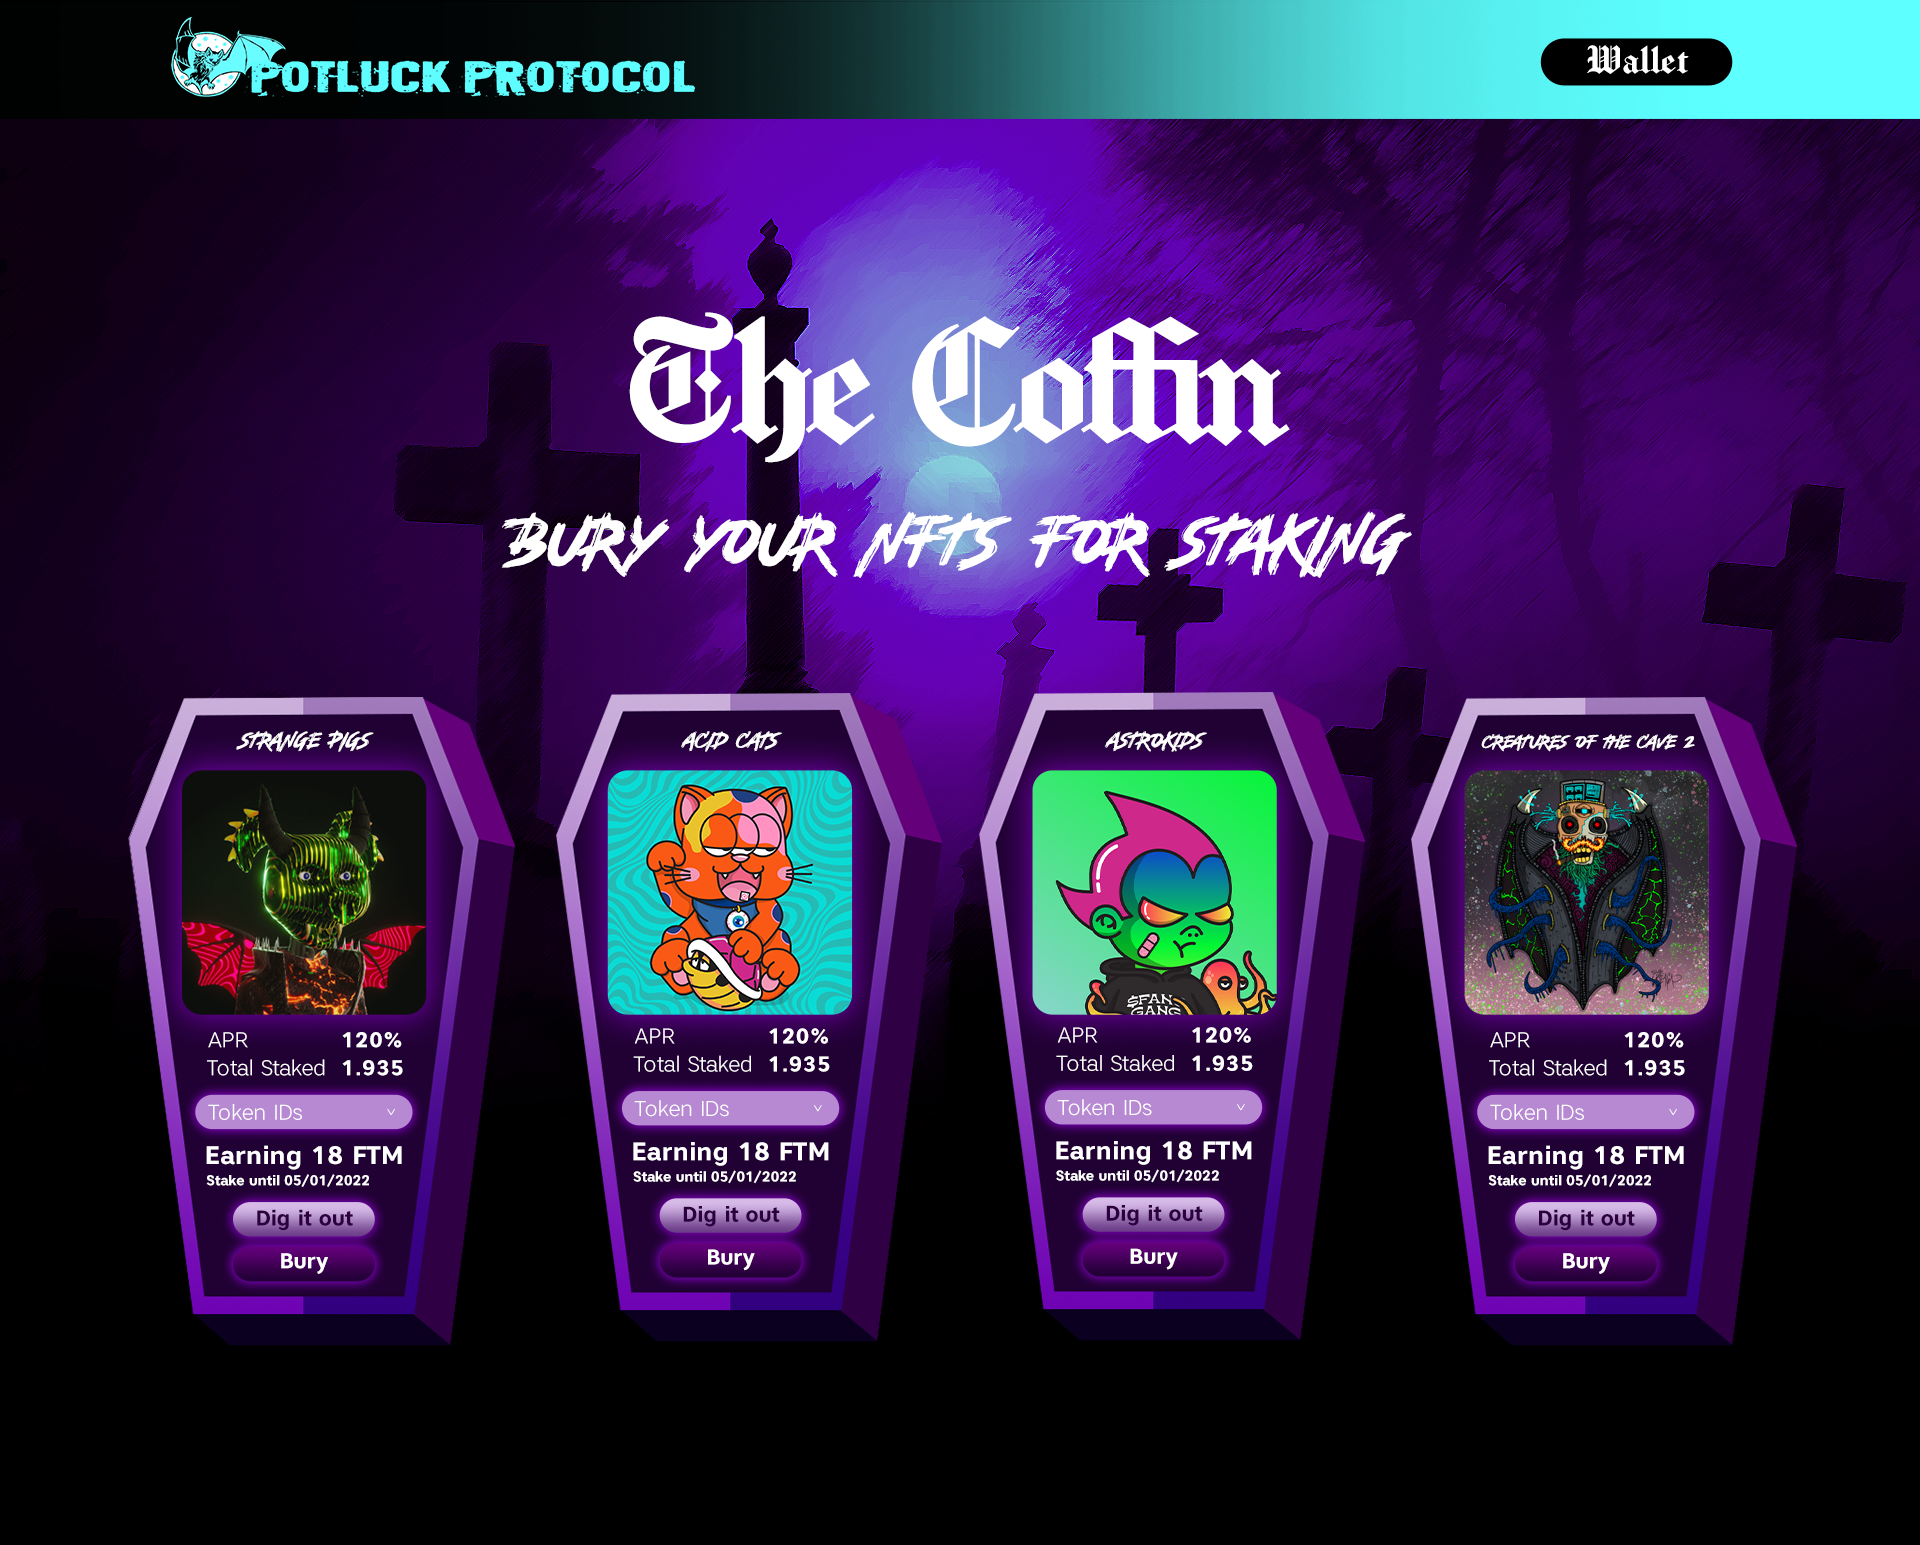 POTLUCK PROTOCOL
Wallet
The Coffin
BURY YOUR NFTS FOR STAKING
STRANGE PIGS
APR 120%
Total Staked 1.935
Token IDs
Earning 18 FTM
Stake until 05/01/2022
Dig it out
Bury
ACID CATS
APR 120%
Total Staked 1.935
Token IDs
Earning 18 FTM
Stake until 05/01/2022
Dig it out
Bury
ASTROKIDS
$FAN
GANG
APR 120%
Total Staked 1.935
Token IDs
Earning 18 FTM
Stake until 05/01/2022
Dig it out
Bury
CREATURES OF THE CAVE 2
APR 120%
Total Staked 1.935
Token IDs
Earning 18 FTM
Stake until 05/01/2022
Dig it out
Bury